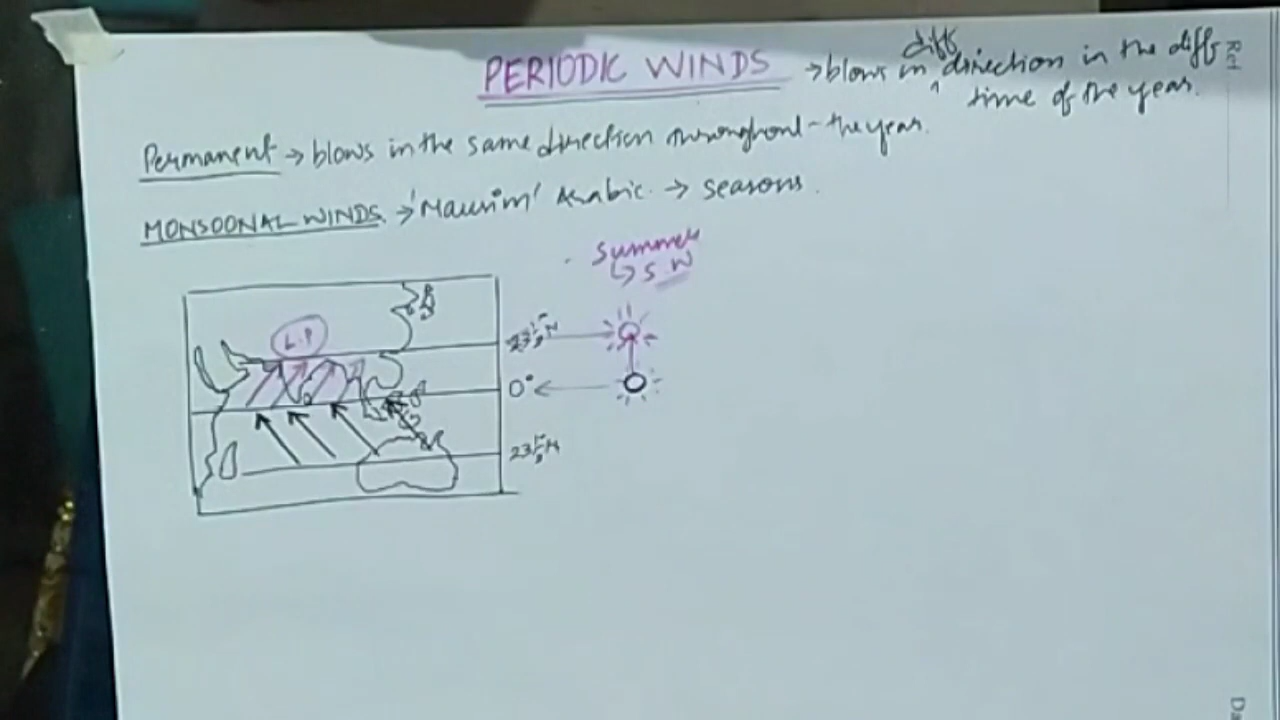 PERIODIC WINDS → blows in diff direction in the diff
time of the year.
Permanent → blows in the same direction throughout the year.
MONSOONAL WINDS → 'Mausim' Arabic → seasons.
Summer
↳ S W
L.P
23½°N
0°
23½°N